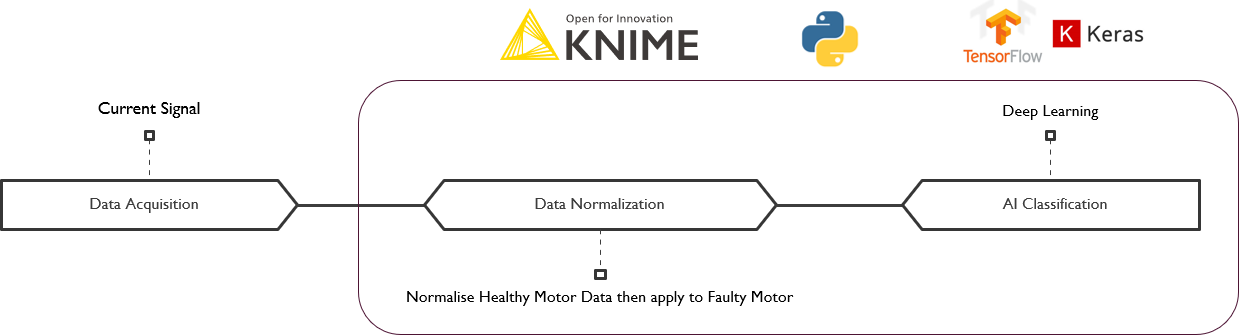 Open for Innovation
KNIME
TensorFlow
K Keras
Current Signal
Deep Learning
Data Acquisition
Data Normalization
AI Classification
Normalise Healthy Motor Data then apply to Faulty Motor